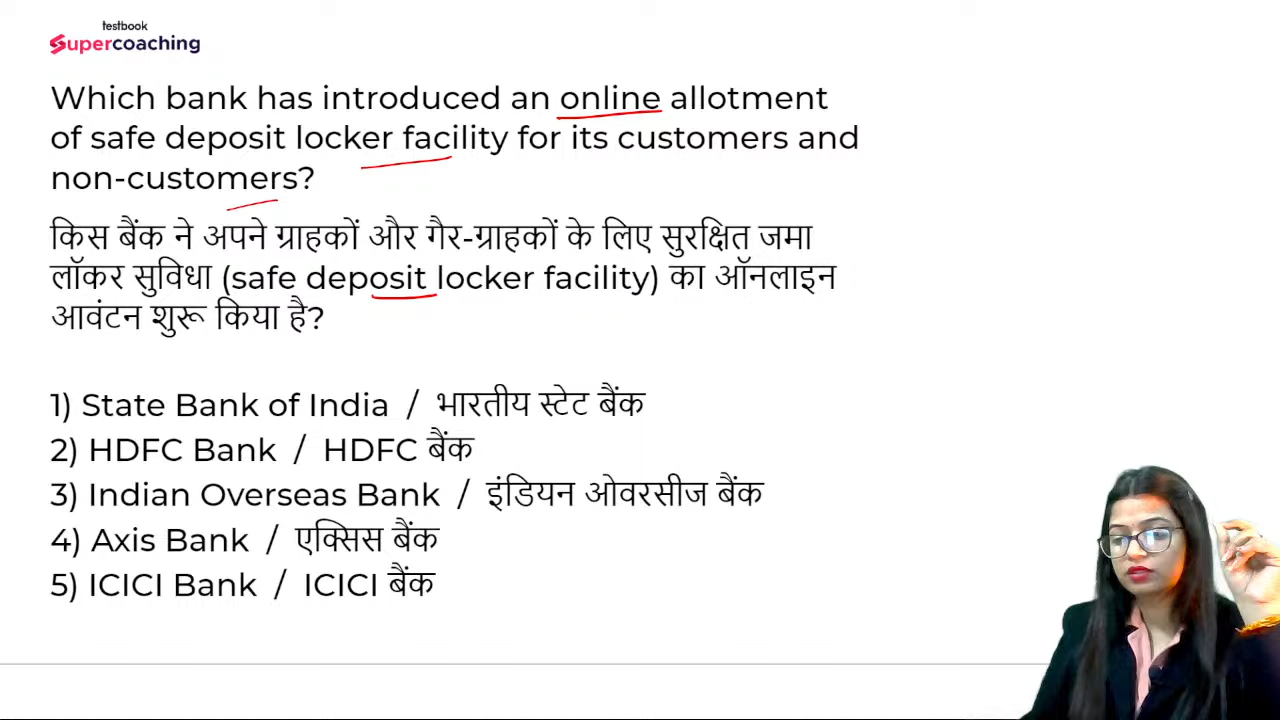 testbook
Supercoaching
Which bank has introduced an online allotment
of safe deposit locker facility for its customers and
non-customers?
किस बैंक ने अपने ग्राहकों और गैर-ग्राहकों के लिए सुरक्षित जमा
लॉकर सुविधा (safe deposit locker facility) का ऑनलाइन
आवंटन शुरू किया है?
1) State Bank of India / भारतीय स्टेट बैंक
2) HDFC Bank / HDFC बैंक
3) Indian Overseas Bank / इंडियन ओवरसीज बैंक
4) Axis Bank / एक्सिस बैंक
5) ICICI Bank / ICICI बैंक